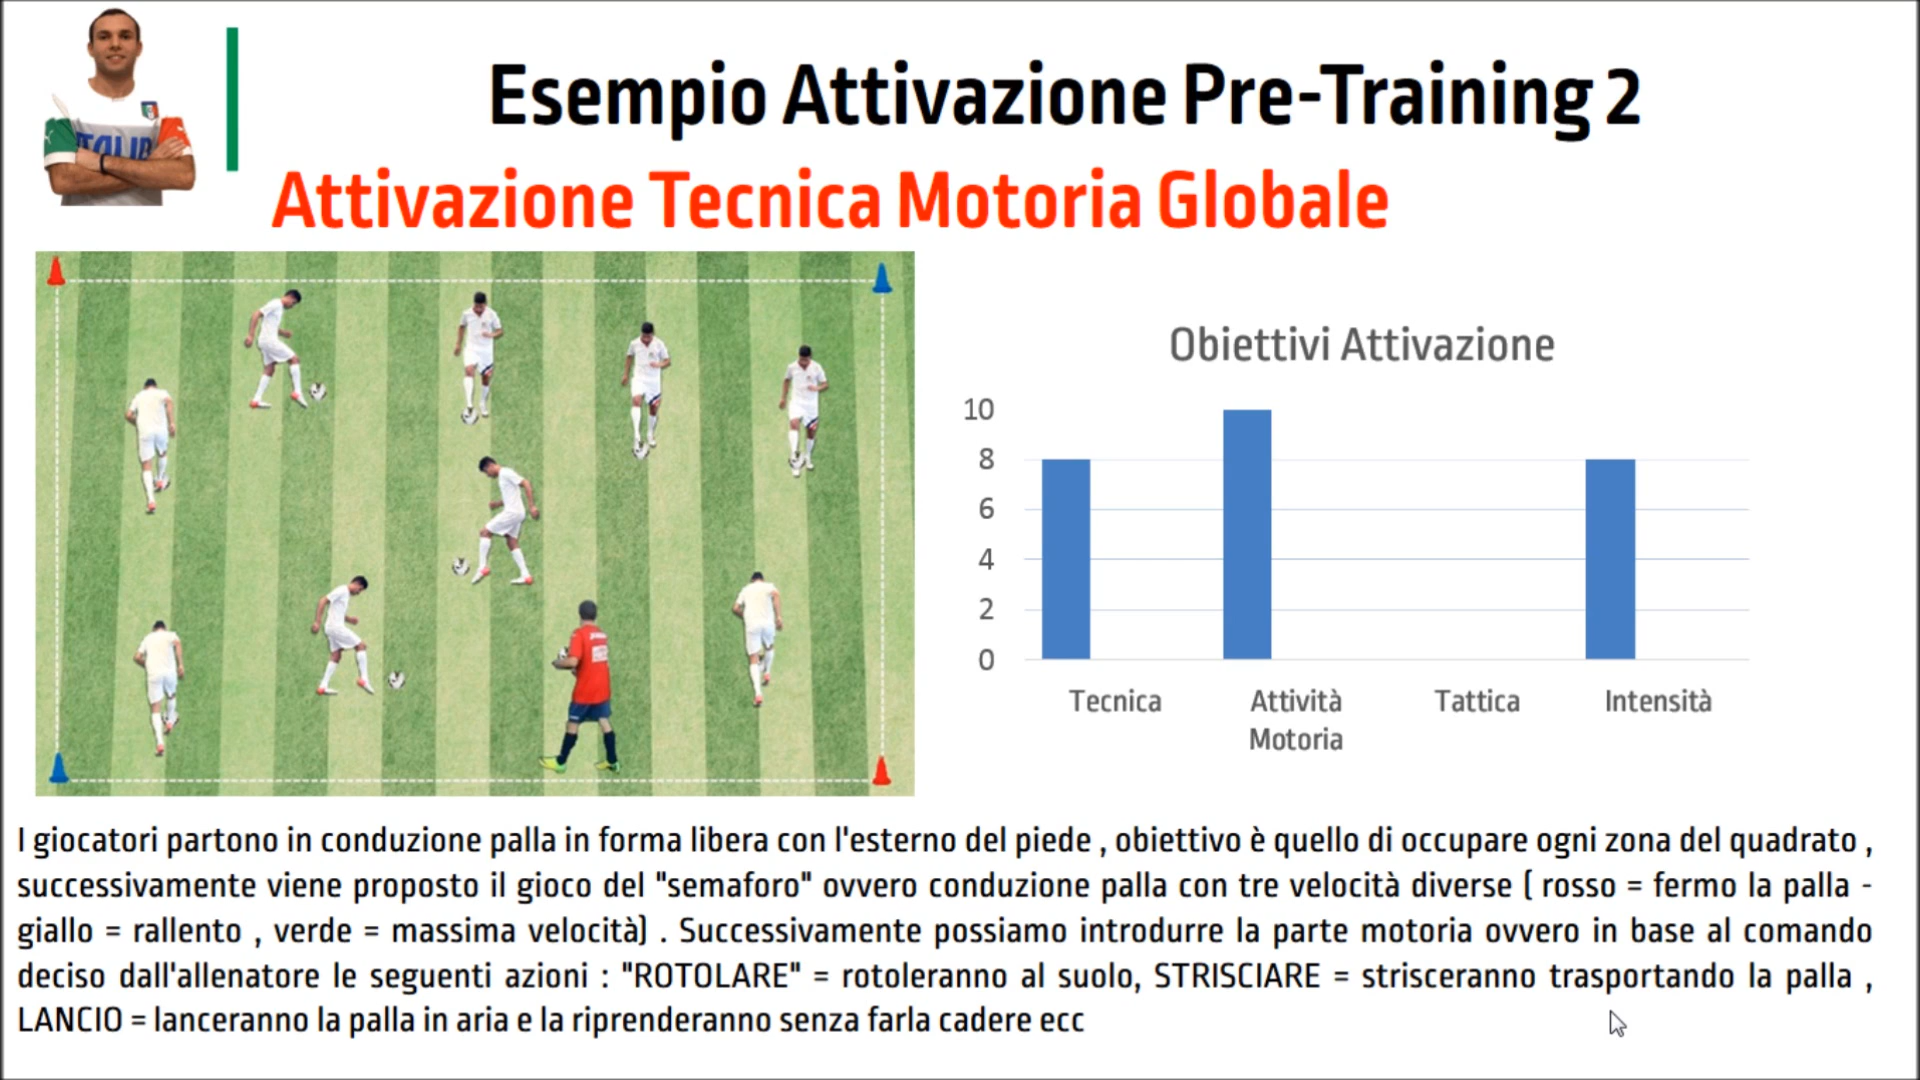 Esempio Attivazione Pre-Training 2
Attivazione Tecnica Motoria Globale
Obiettivi Attivazione
10
8
6
4
2
0
Tecnica
Attività
Motoria
Tattica
Intensità
I giocatori partono in conduzione palla in forma libera con l'esterno del piede , obiettivo è quello di occupare ogni zona del quadrato ,
successivamente viene proposto il gioco del "semaforo" ovvero conduzione palla con tre velocità diverse ( rosso = fermo la palla -
giallo = rallento , verde = massima velocità) . Successivamente possiamo introdurre la parte motoria ovvero in base al comando
deciso dall'allenatore le seguenti azioni : "ROTOLARE" = rotoleranno al suolo, STRISCIARE = strisceranno trasportando la palla ,
LANCIO = lanceranno la palla in aria e la riprenderanno senza farla cadere ecc